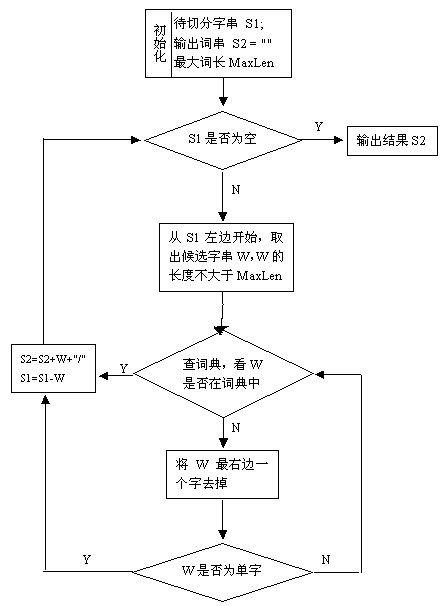 初始化
待切分字串 S1;
输出词串 S2 = ""
最大词长 MaxLen
S1 是否为空
Y
输出结果 S2
N
从 S1 左边开始，取
出候选字串 W，W 的
长度不大于 MaxLen
S2=S2+W+"/"
S1=S1-W
Y
查词典，看 W
是否在词典中
N
将 W 最右边一
个字去掉
Y
W 是否为单字
N